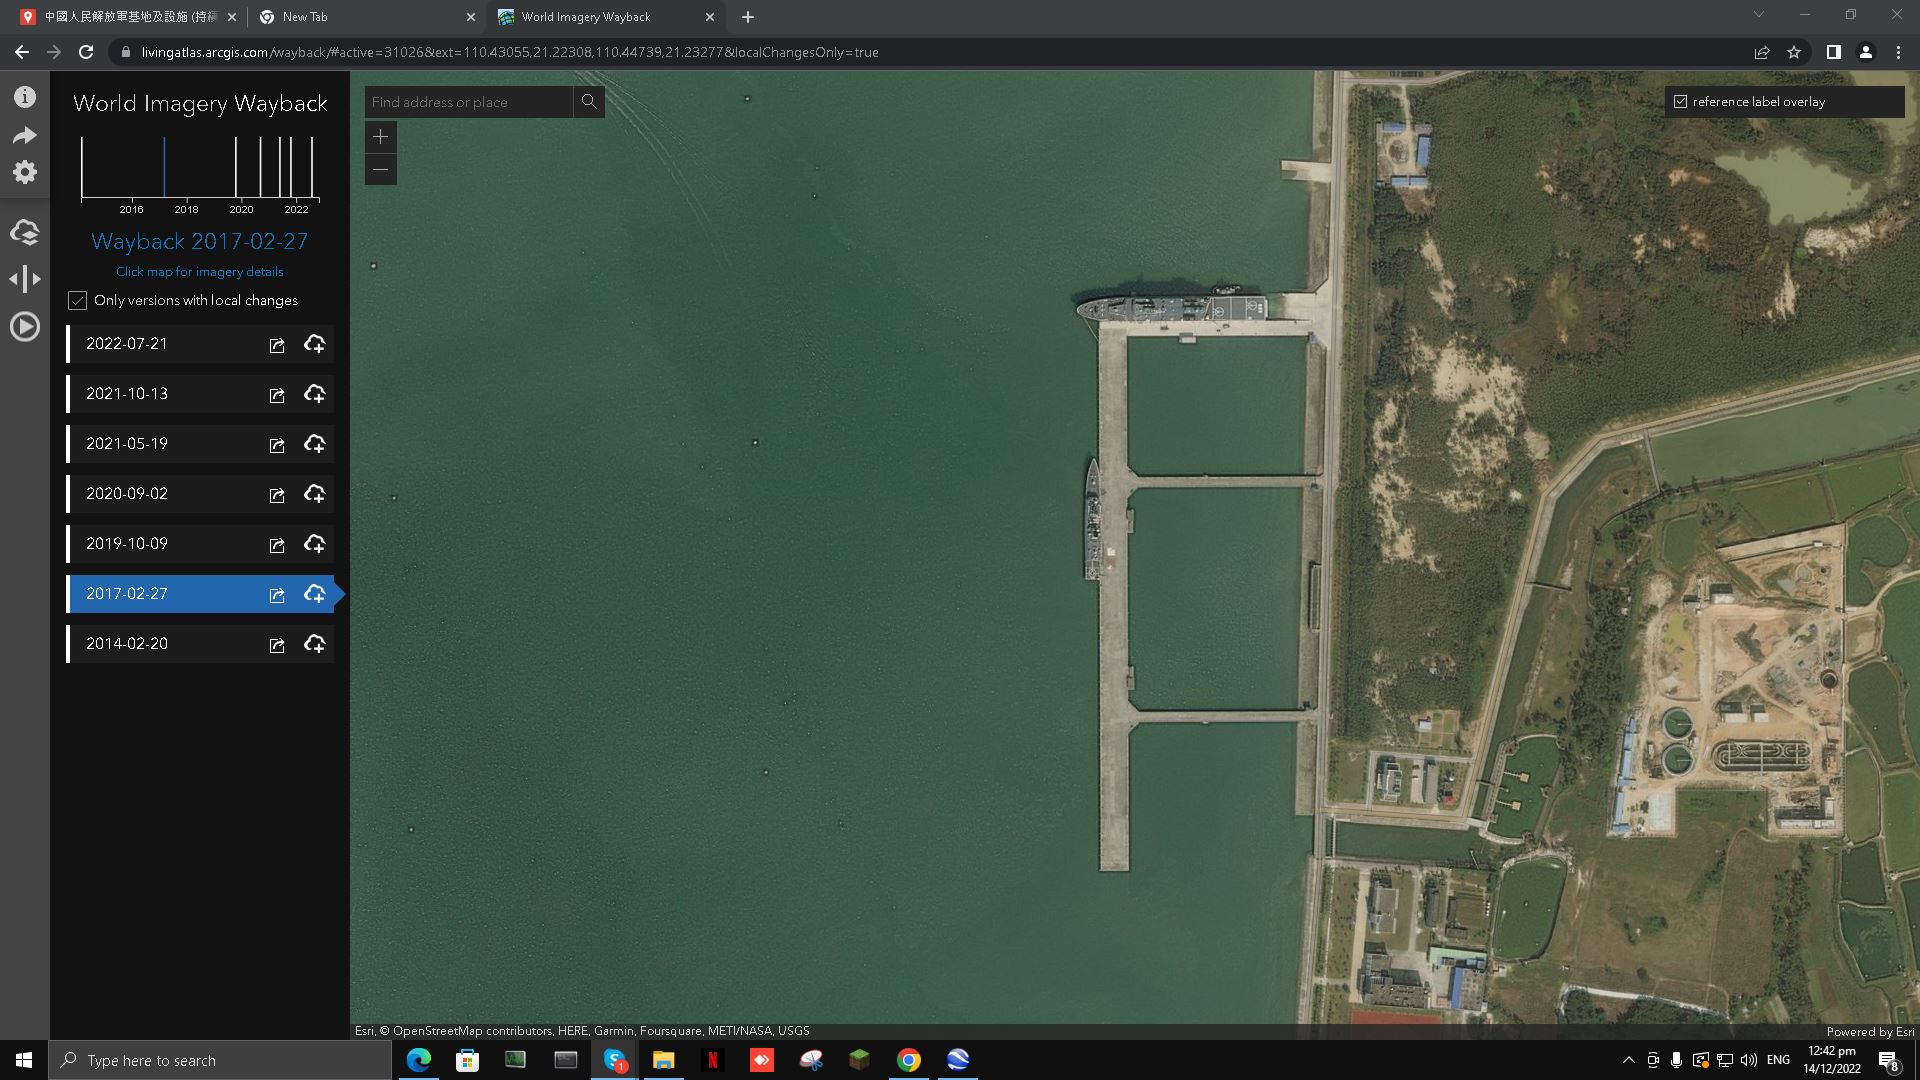 中國人民解放軍基地及設施 (持續
New Tab
World Imagery Wayback
livingatlas.arcgis.com/wayback/#active=31026&ext=110.43055,21.22308,110.44739,21.23277&localChangesOnly=true
World Imagery Wayback
2016 2018 2020 2022
Wayback 2017-02-27
Click map for imagery details
Only versions with local changes
2022-07-21
2021-10-13
2021-05-19
2020-09-02
2019-10-09
2017-02-27
2014-02-20
Find address or place
reference label overlay
Esri, © OpenStreetMap contributors, HERE, Garmin, Foursquare, METI/NASA, USGS
Powered by Esri
Type here to search
1
N
ENG
12:42 pm
14/12/2022
8